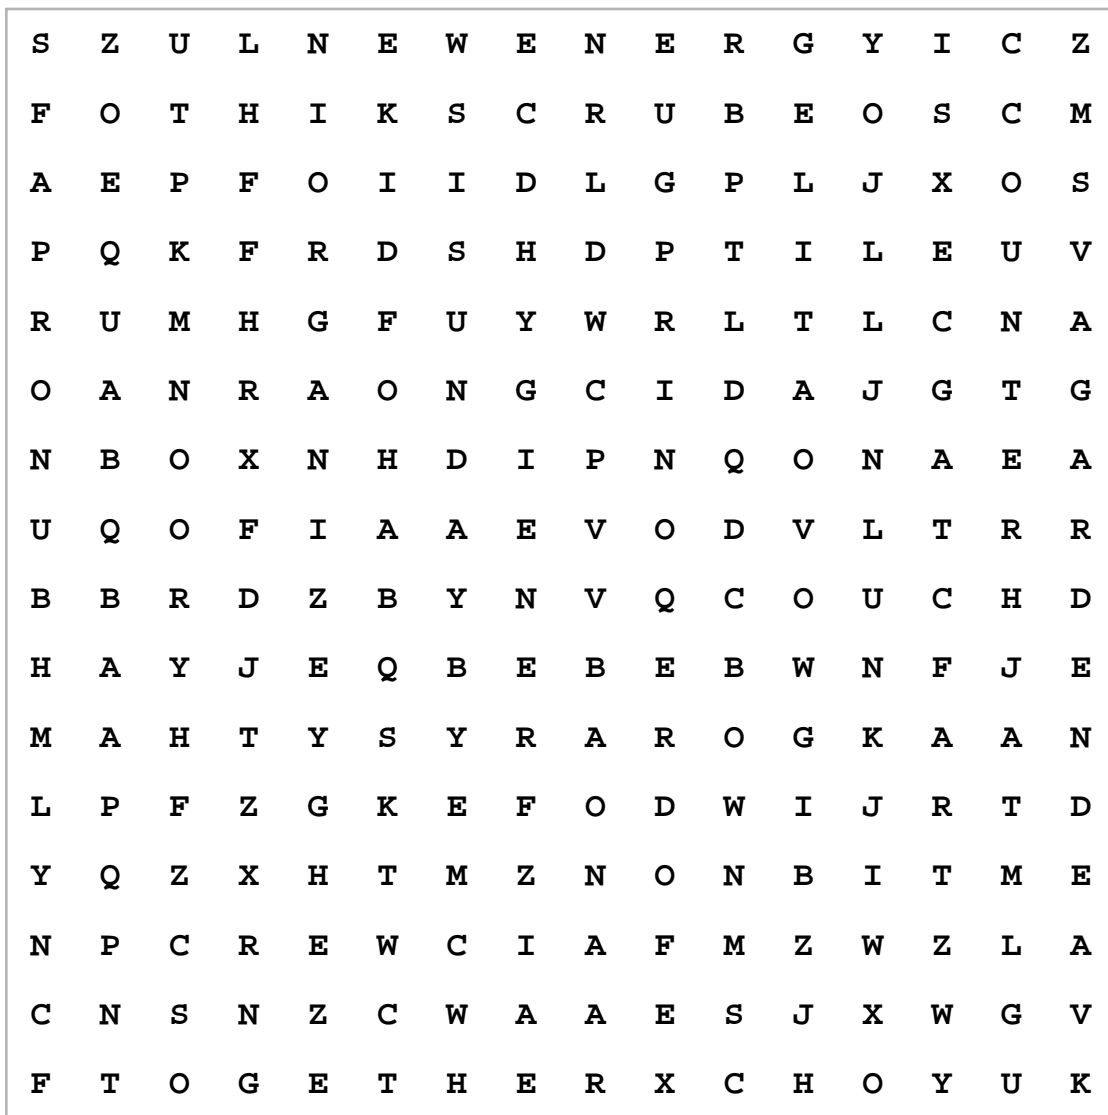 S Z U L N E W E N E R G Y I C Z
F O T H I K S C R U B E O S C M
A E P F O I I D L G P L J X O S
P Q K F R D S H D P T I L E U V
R U M H G F U Y W R L T L C N A
O A N R A O N G C I D A J G T G
N B O X N H D I P N Q O N A E A
U Q O F I A A E V O D V L T R R
B B R D Z B Y N V Q C O U C H D
H A Y J E Q B E B E B W N F J E
M A H T Y S Y R A R O G K A A N
L P F Z G K E F O D W I J R T D
Y Q Z X H T M Z N O N B I T M E
N P C R E W C I A F M Z W Z L A
C N S N Z C W A A E S J X W G V
F T O G E T H E R X C H O Y U K